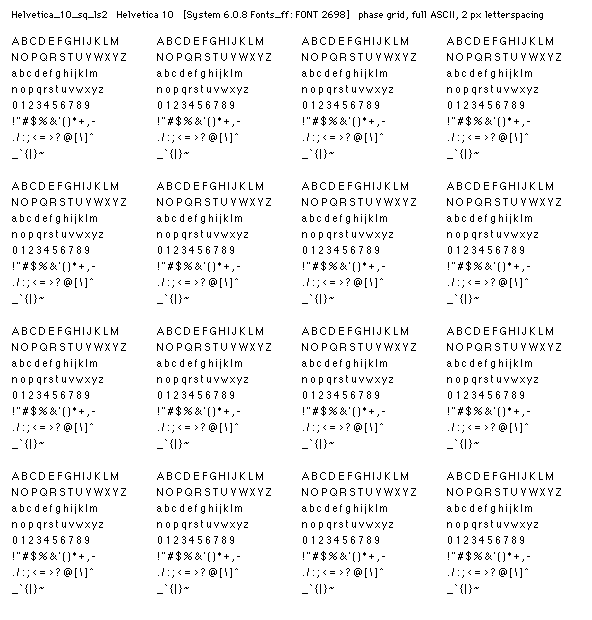 Helvetica_10_sq_ls2   Helvetica 10   [System 6.0.8 Fonts_ff: FONT 2698]   phase grid, full ASCII, 2 px letterspacing
ABCDEFGHIJKLM   ABCDEFGHIJKLM   ABCDEFGHIJKLM   ABCDEFGHIJKLM
NOPQRSTUVWXYZ   NOPQRSTUVWXYZ   NOPQRSTUVWXYZ   NOPQRSTUVWXYZ
abcdefghijklm   abcdefghijklm   abcdefghijklm   abcdefghijklm
nopqrstuvwxyz   nopqrstuvwxyz   nopqrstuvwxyz   nopqrstuvwxyz
0123456789   0123456789   0123456789   0123456789
!"#$%&'()*+,-   !"#$%&'()*+,-   !"#$%&'()*+,-   !"#$%&'()*+,-
./:;<=>?@[\]^   ./:;<=>?@[\]^   ./:;<=>?@[\]^   ./:;<=>?@[\]^
_`{|}~   _`{|}~   _`{|}~   _`{|}~
ABCDEFGHIJKLM   ABCDEFGHIJKLM   ABCDEFGHIJKLM   ABCDEFGHIJKLM
NOPQRSTUVWXYZ   NOPQRSTUVWXYZ   NOPQRSTUVWXYZ   NOPQRSTUVWXYZ
abcdefghijklm   abcdefghijklm   abcdefghijklm   abcdefghijklm
nopqrstuvwxyz   nopqrstuvwxyz   nopqrstuvwxyz   nopqrstuvwxyz
0123456789   0123456789   0123456789   0123456789
!"#$%&'()*+,-   !"#$%&'()*+,-   !"#$%&'()*+,-   !"#$%&'()*+,-
./:;<=>?@[\]^   ./:;<=>?@[\]^   ./:;<=>?@[\]^   ./:;<=>?@[\]^
_`{|}~   _`{|}~   _`{|}~   _`{|}~
ABCDEFGHIJKLM   ABCDEFGHIJKLM   ABCDEFGHIJKLM   ABCDEFGHIJKLM
NOPQRSTUVWXYZ   NOPQRSTUVWXYZ   NOPQRSTUVWXYZ   NOPQRSTUVWXYZ
abcdefghijklm   abcdefghijklm   abcdefghijklm   abcdefghijklm
nopqrstuvwxyz   nopqrstuvwxyz   nopqrstuvwxyz   nopqrstuvwxyz
0123456789   0123456789   0123456789   0123456789
!"#$%&'()*+,-   !"#$%&'()*+,-   !"#$%&'()*+,-   !"#$%&'()*+,-
./:;<=>?@[\]^   ./:;<=>?@[\]^   ./:;<=>?@[\]^   ./:;<=>?@[\]^
_`{|}~   _`{|}~   _`{|}~   _`{|}~
ABCDEFGHIJKLM   ABCDEFGHIJKLM   ABCDEFGHIJKLM   ABCDEFGHIJKLM
NOPQRSTUVWXYZ   NOPQRSTUVWXYZ   NOPQRSTUVWXYZ   NOPQRSTUVWXYZ
abcdefghijklm   abcdefghijklm   abcdefghijklm   abcdefghijklm
nopqrstuvwxyz   nopqrstuvwxyz   nopqrstuvwxyz   nopqrstuvwxyz
0123456789   0123456789   0123456789   0123456789
!"#$%&'()*+,-   !"#$%&'()*+,-   !"#$%&'()*+,-   !"#$%&'()*+,-
./:;<=>?@[\]^   ./:;<=>?@[\]^   ./:;<=>?@[\]^   ./:;<=>?@[\]^
_`{|}~   _`{|}~   _`{|}~   _`{|}~